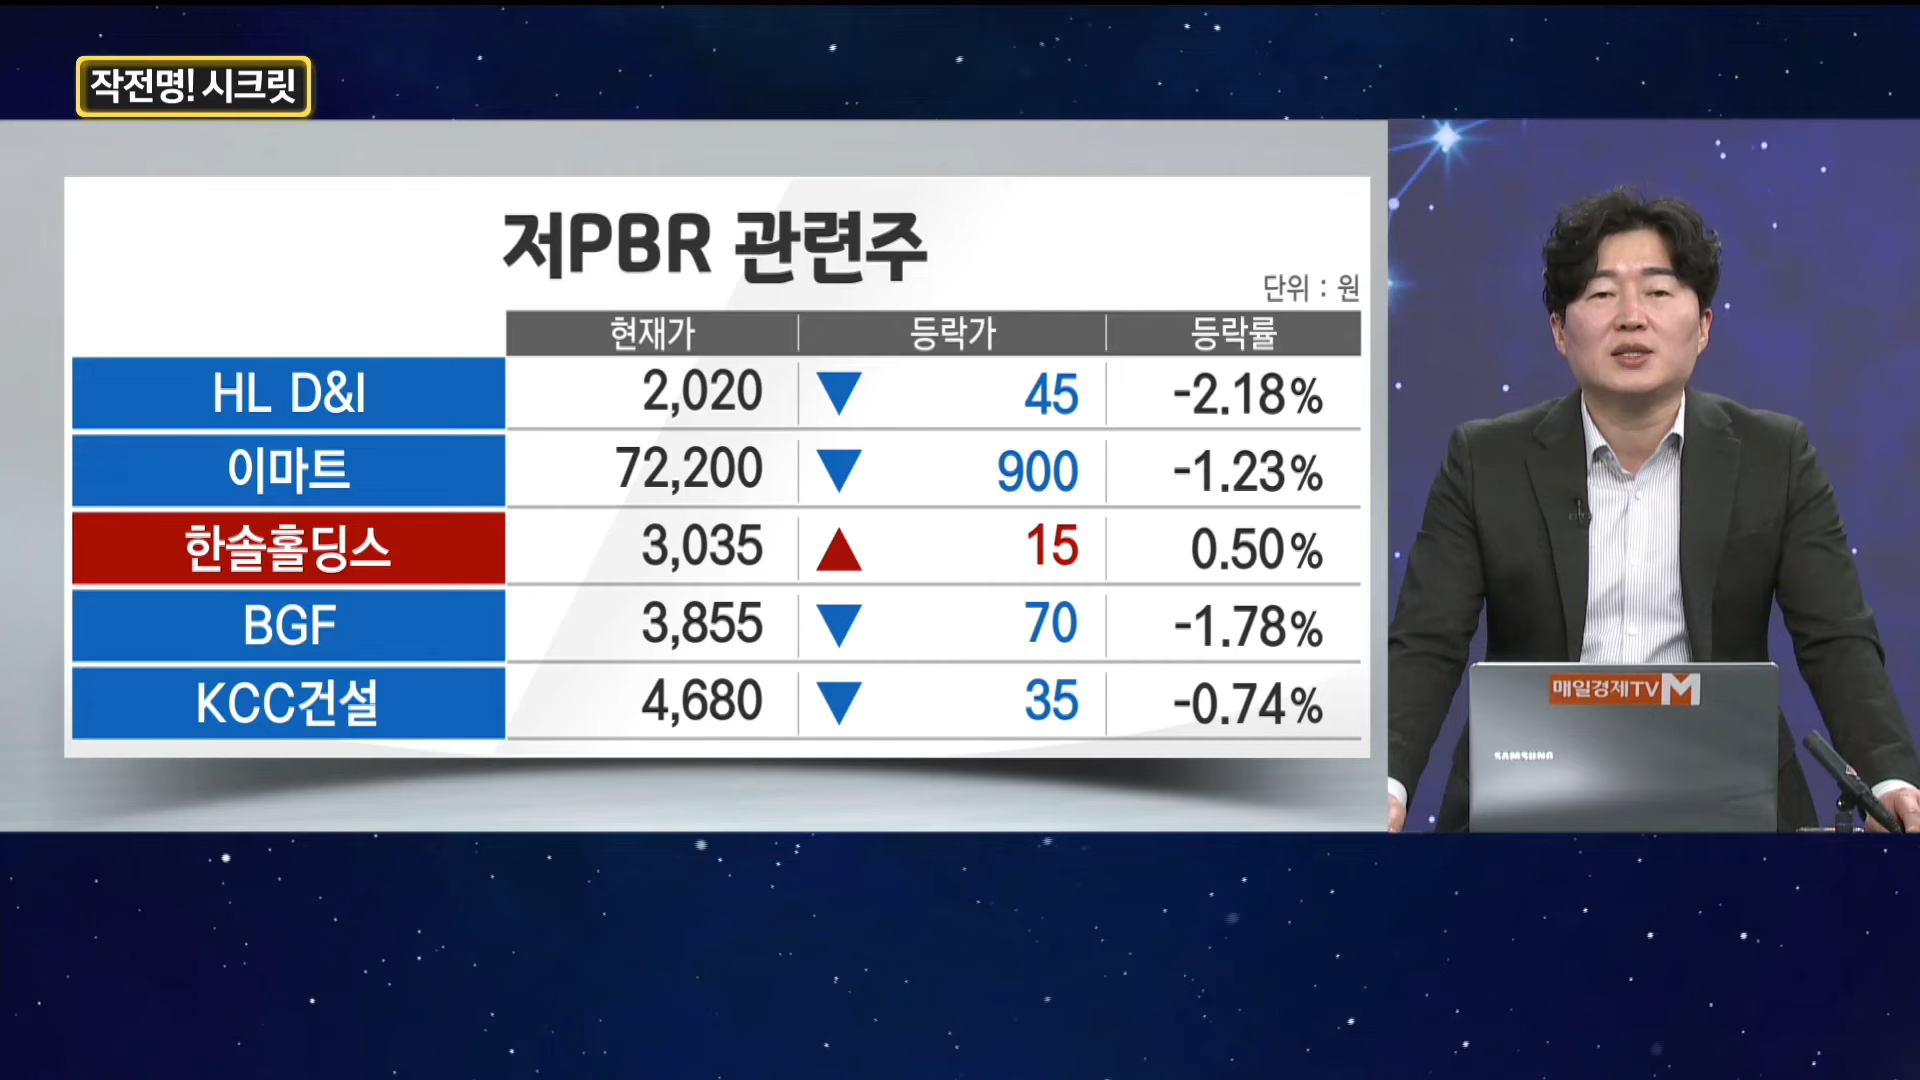 작전명! 시크릿
저PBR 관련주
단위 : 원
현재가 등락가 등락률
HL D&I 2,020 ▼ 45 -2.18%
이마트 72,200 ▼ 900 -1.23%
한솔홀딩스 3,035 ▲ 15 0.50%
BGF 3,855 ▼ 70 -1.78%
KCC건설 4,680 ▼ 35 -0.74%
매일경제TV M
SAMSUNG